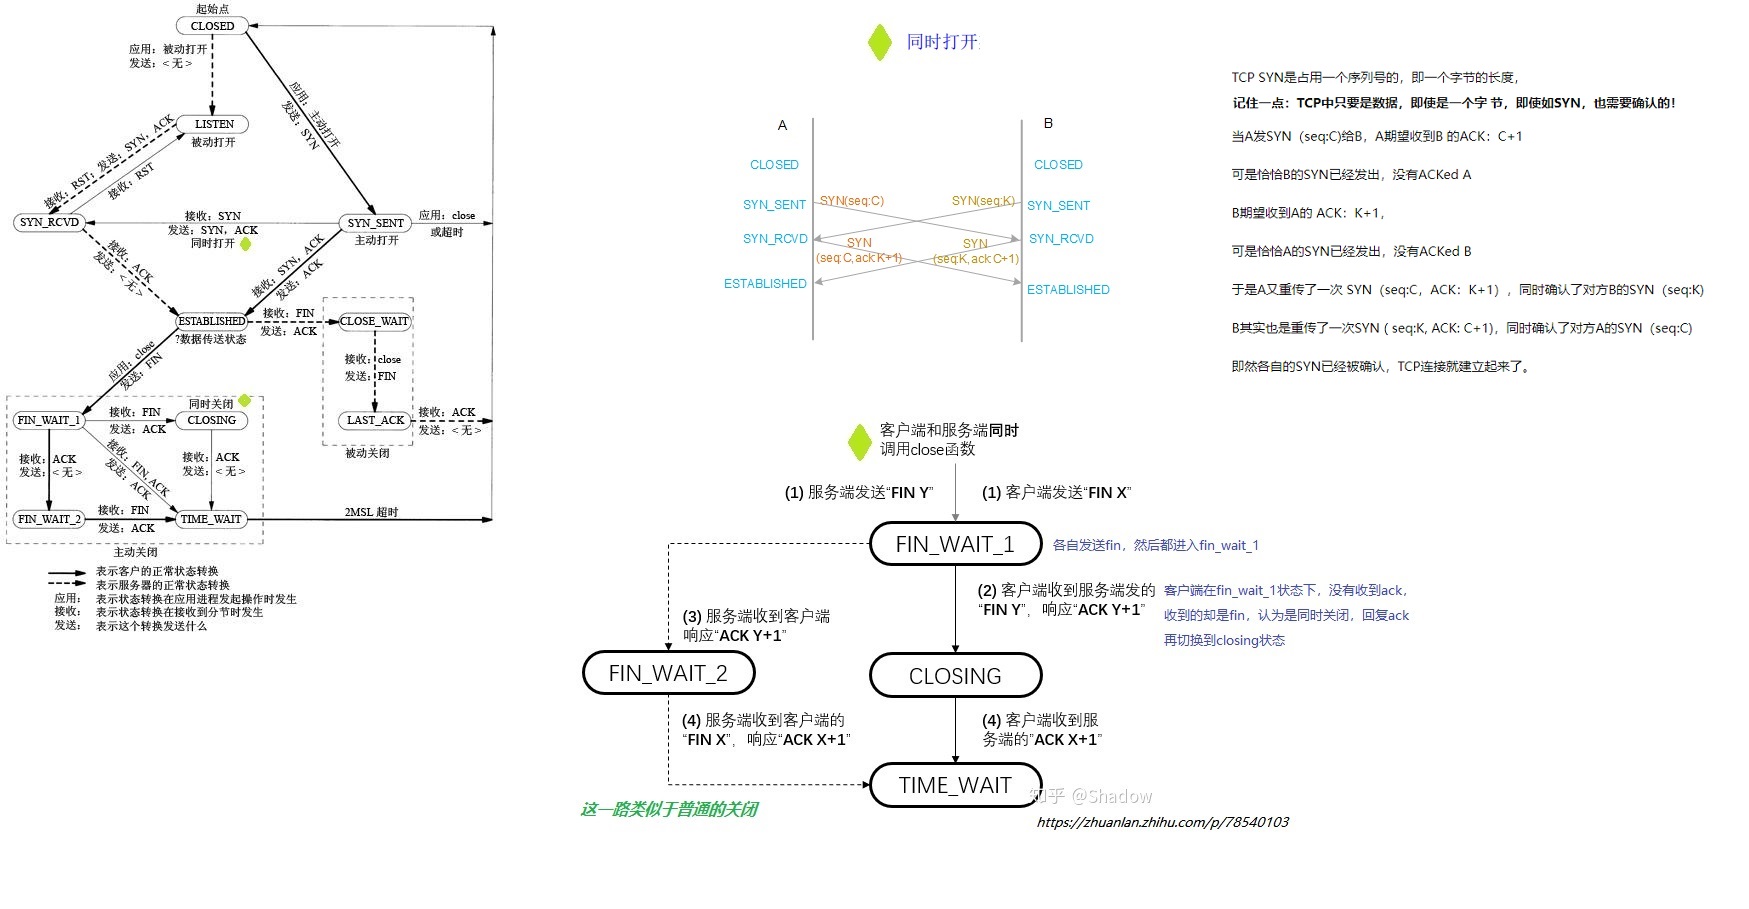 起始点
CLOSED
应用：被动打开
发送：< 无 >
应用：主动打开
发送：SYN
LISTEN
被动打开
接收：RST；发送：SYN，ACK
接收：RST
SYN_RCVD
接收：SYN
发送：SYN，ACK
同时打开
SYN_SENT
主动打开
应用：close
或超时
接收：ACK
发送：< 无 >
接收：SYN，ACK
发送：ACK
ESTABLISHED
?数据传送状态
接收：FIN
发送：ACK
CLOSE_WAIT
接收：close
发送：FIN
LAST_ACK
接收：ACK
发送：< 无 >
被动关闭
应用：close
发送：FIN
同时关闭
FIN_WAIT_1
接收：FIN
发送：ACK
CLOSING
接收：ACK
发送：< 无 >
接收：FIN, ACK
发送：ACK
接收：ACK
发送：< 无 >
FIN_WAIT_2
接收：FIN
发送：ACK
TIME_WAIT
2MSL 超时
主动关闭
表示客户的正常状态转换
表示服务器的正常状态转换
应用： 表示状态转换在应用进程发起操作时发生
接收： 表示状态转换在接收到分节时发生
发送： 表示这个转换发送什么
同时打开
A
B
CLOSED
CLOSED
SYN_SENT
SYN(seq:C)
SYN(seq:K)
SYN_SENT
SYN_RCVD
SYN
(seq:C,ack:K+1)
SYN
(seq:K,ack:C+1)
SYN_RCVD
ESTABLISHED
ESTABLISHED
TCP SYN是占用一个序列号的，即一个字节的长度，
记住一点：TCP中只要是数据，即使是一个字 节，即使如SYN，也需要确认的！
当A发SYN（seq:C)给B，A期望收到B 的ACK：C+1
可是恰恰B的SYN已经发出，没有ACKed A
B期望收到A的 ACK：K+1，
可是恰恰A的SYN已经发出，没有ACKed B
于是A又重传了一次 SYN（seq:C，ACK：K+1），同时确认了对方B的SYN（seq:K)
B其实也是重传了一次SYN ( seq:K, ACK: C+1)，同时确认了对方A的SYN（seq:C)
即然各自的SYN已经被确认，TCP连接就建立起来了。
客户端和服务端同时
调用close函数
(1) 服务端发送“FIN Y”
(1) 客户端发送“FIN X”
FIN_WAIT_1
各自发送fin，然后都进入fin_wait_1
(2) 客户端收到服务端发的
“FIN Y”，响应“ACK Y+1”
客户端在fin_wait_1状态下，没有收到ack，
收到的却是fin，认为是同时关闭，回复ack
再切换到closing状态
(3) 服务端收到客户端
响应“ACK Y+1”
FIN_WAIT_2
CLOSING
(4) 服务端收到客户端的
“FIN X”，响应“ACK X+1”
(4) 客户端收到服
务端的”ACK X+1”
TIME_WAIT
知乎 @Shadow
这一路类似于普通的关闭
https://zhuanlan.zhihu.com/p/78540103